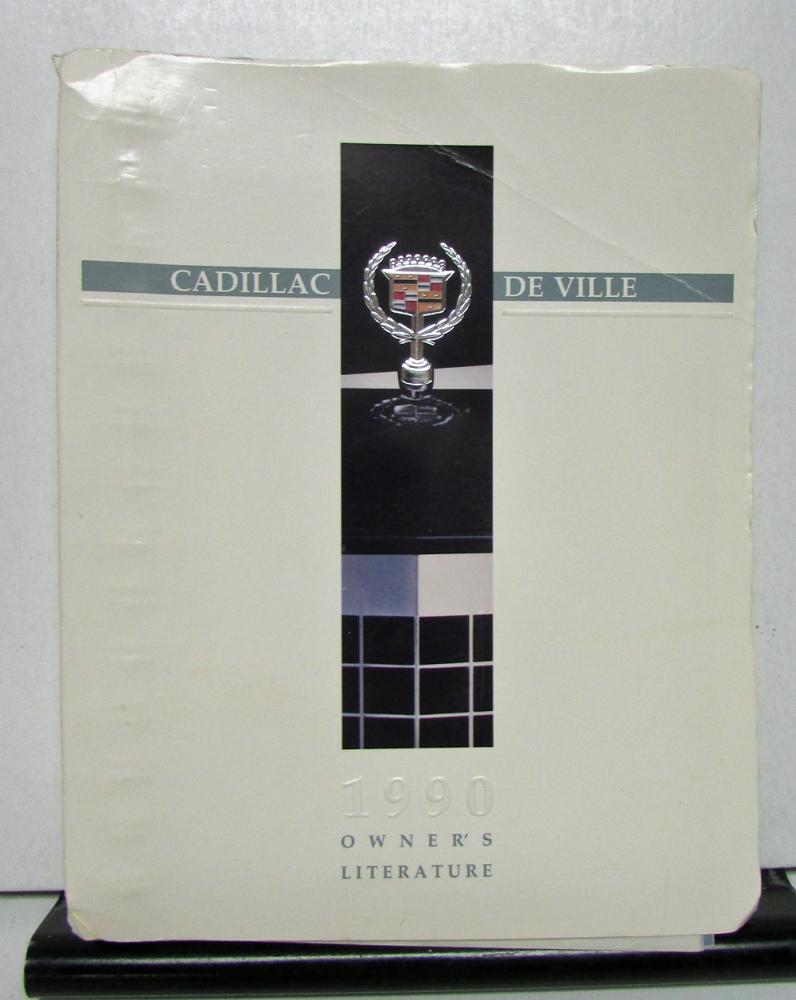 CADILLAC DE VILLE
1990
OWNER'S
LITERATURE